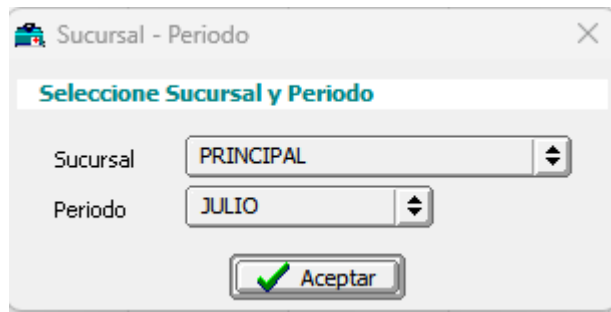 Sucursal - Periodo
Seleccione Sucursal y Periodo
Sucursal PRINCIPAL
Periodo JULIO
Aceptar